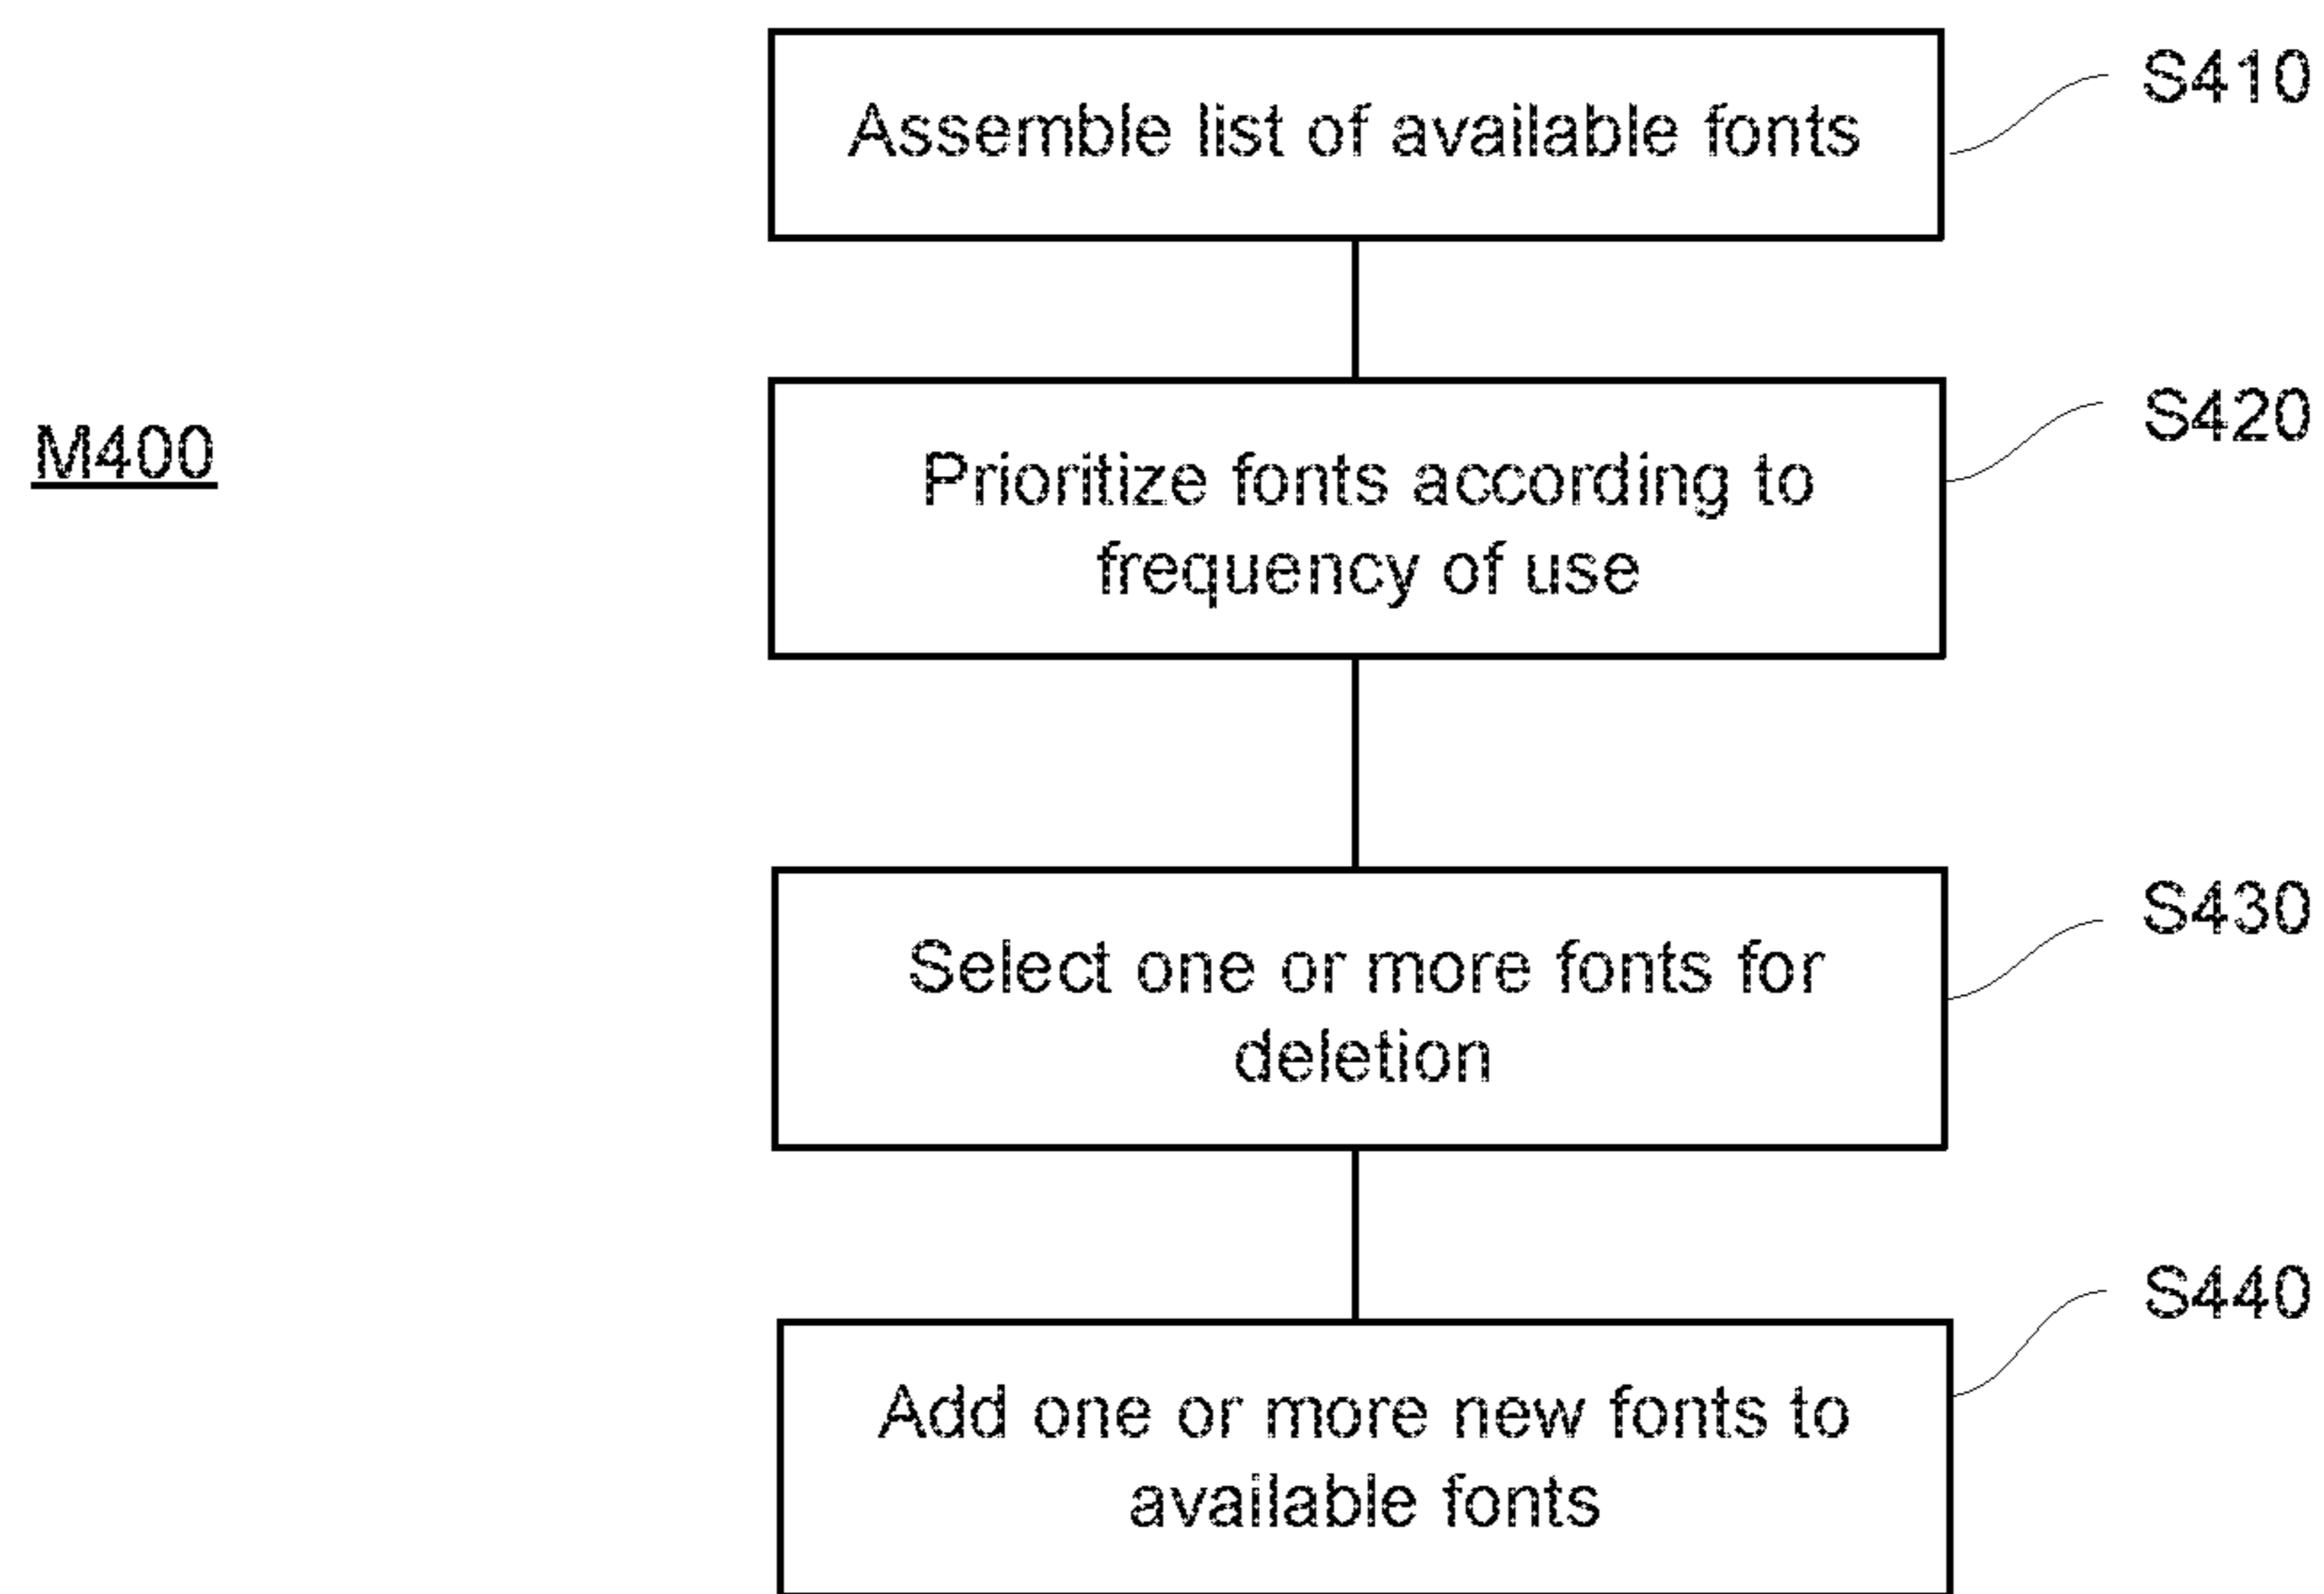 S410
Assemble list of available fonts
M400
S420
Prioritize fonts according to
frequency of use
S430
Select one or more fonts for
deletion
S440
Add one or more new fonts to
available fonts